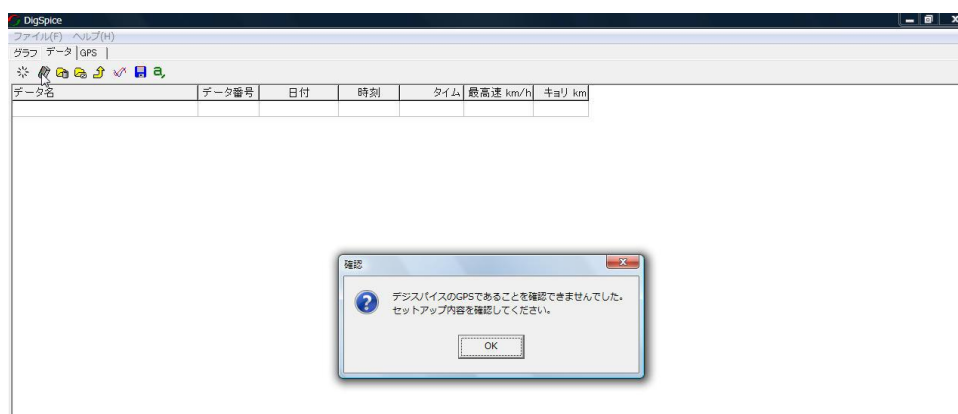 DigSpice
ファイル(F) ヘルプ(H)
グラフ データ GPS
a,
データ名 データ番号 日付 時刻 タイム 最高速 km/h キョリ km
確認
デジスパイスのGPSであることを確認できませんでした。
セットアップ内容を確認してください。
OK